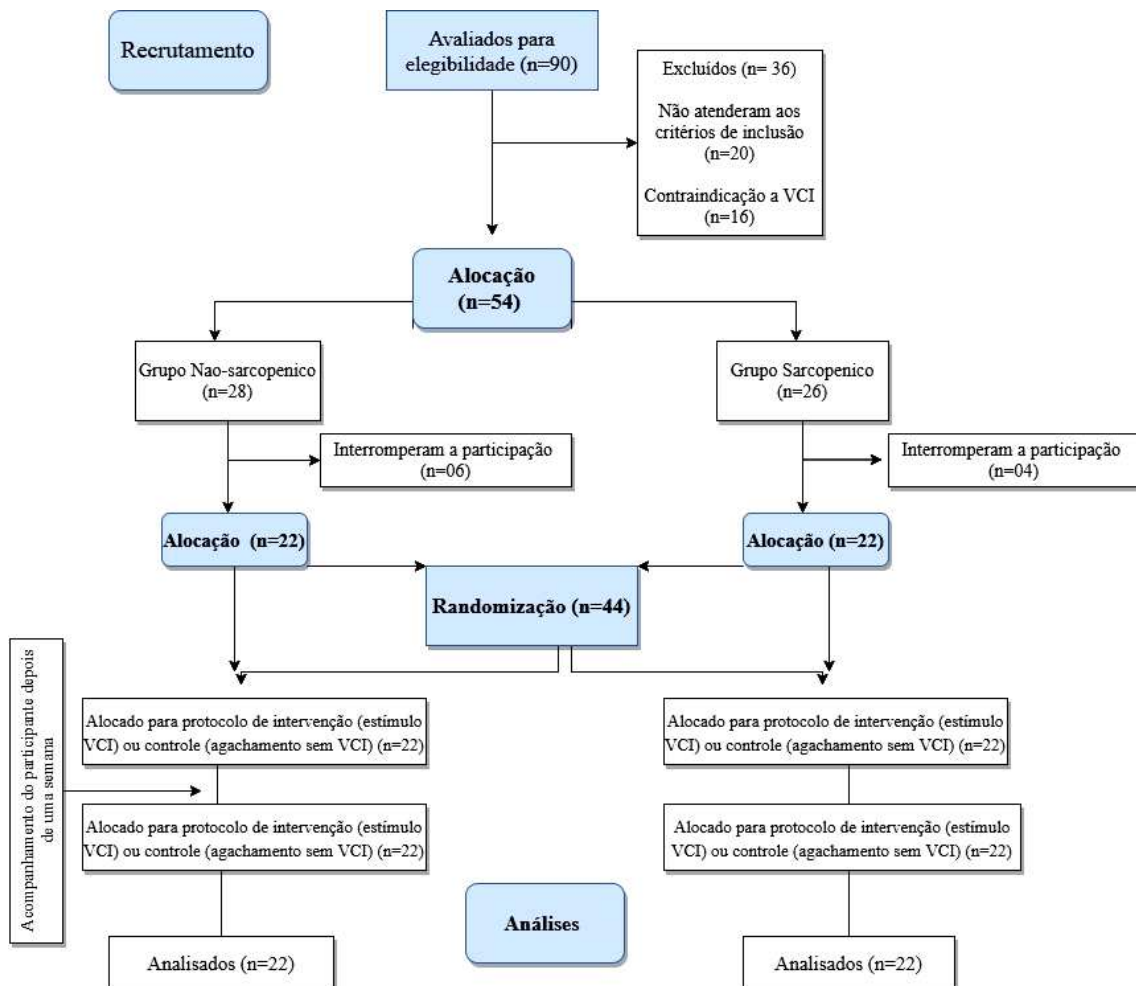 Recrutamento
Avaliados para
elegibilidade (n=90)
Excluídos (n= 36)
Não atenderam aos
critérios de inclusão
(n=20)
Contraindicação a VCI
(n=16)
Alocação
(n=54)
Grupo Nao-sarcopenico
(n=28)
Grupo Sarcopenico
(n=26)
Interromperam a participação
(n=06)
Interromperam a participação
(n=04)
Alocação (n=22)
Alocação (n=22)
Randomização (n=44)
Acompanhamento do participante depois
de uma semana
Alocado para protocolo de intervenção (estímulo
VCI) ou controle (agachamento sem VCI) (n=22)
Alocado para protocolo de intervenção (estímulo
VCI) ou controle (agachamento sem VCI) (n=22)
Alocado para protocolo de intervenção (estímulo
VCI) ou controle (agachamento sem VCI) (n=22)
Alocado para protocolo de intervenção (estímulo
VCI) ou controle (agachamento sem VCI) (n=22)
Análises
Analisados (n=22)
Analisados (n=22)